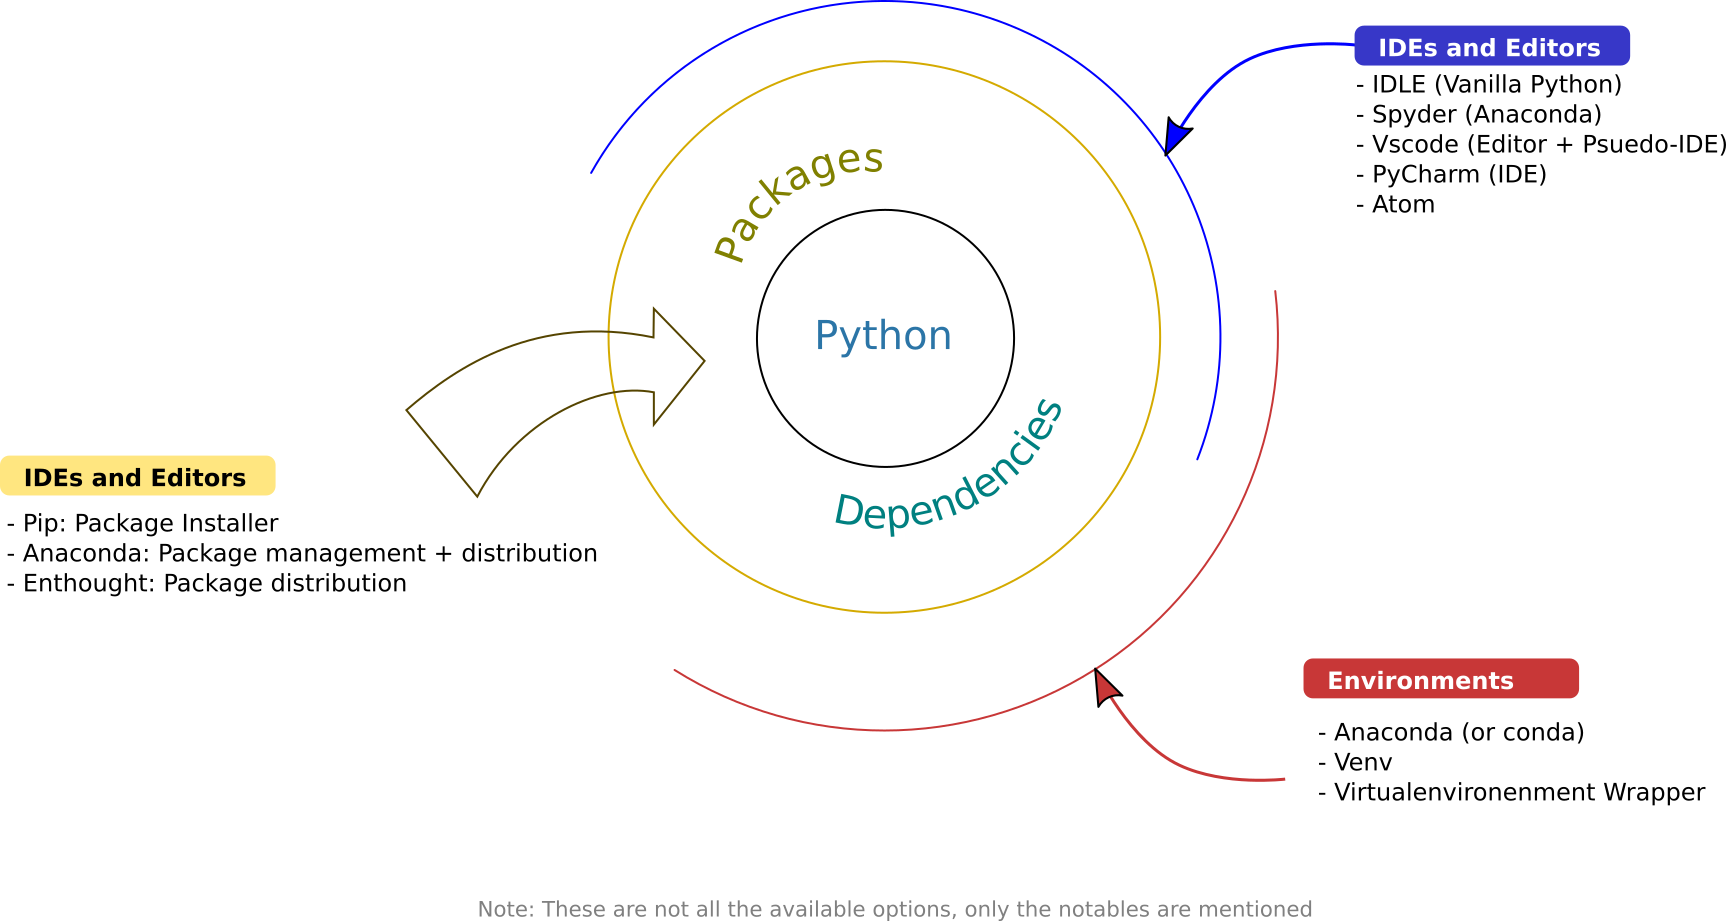 IDEs and Editors
- IDLE (Vanilla Python)
- Spyder (Anaconda)
- Vscode (Editor + Psuedo-IDE)
- PyCharm (IDE)
- Atom
Packages
Python
Dependencies
IDEs and Editors
- Pip: Package Installer
- Anaconda: Package management + distribution
- Enthought: Package distribution
Environments
- Anaconda (or conda)
- Venv
- Virtualenvironenment Wrapper
Note: These are not all the available options, only the notables are mentioned